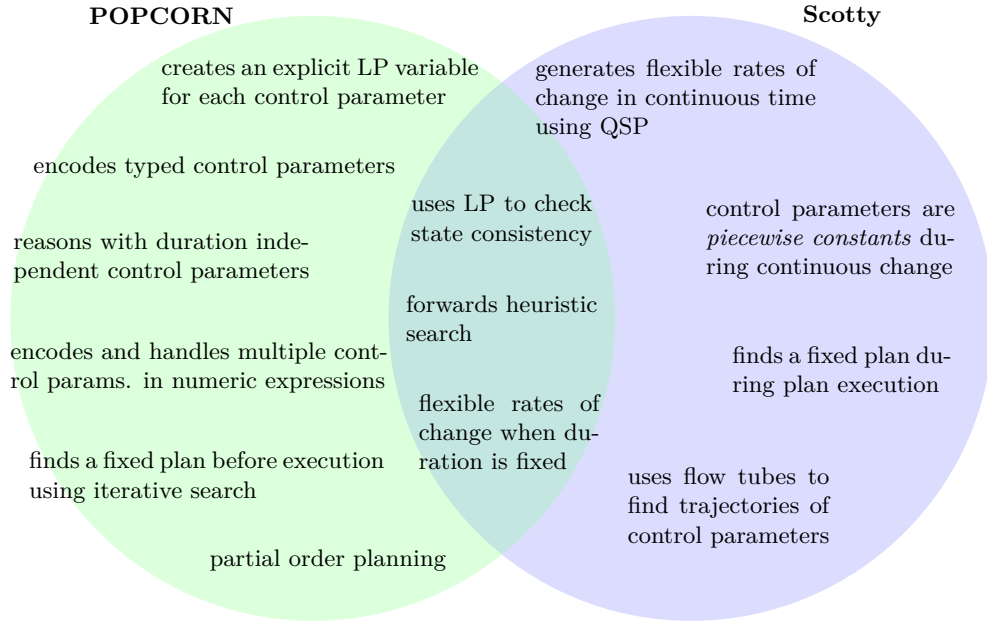 POPCORN
Scotty
creates an explicit LP variable
for each control parameter
encodes typed control parameters
reasons with duration inde-
pendent control parameters
encodes and handles multiple cont-
rol params. in numeric expressions
finds a fixed plan before execution
using iterative search
partial order planning
uses LP to check
state consistency
forwards heuristic
search
flexible rates of
change when du-
ration is fixed
generates flexible rates of
change in continuous time
using QSP
control parameters are
piecewise constants du-
ring continuous change
finds a fixed plan du-
ring plan execution
uses flow tubes to
find trajectories of
control parameters